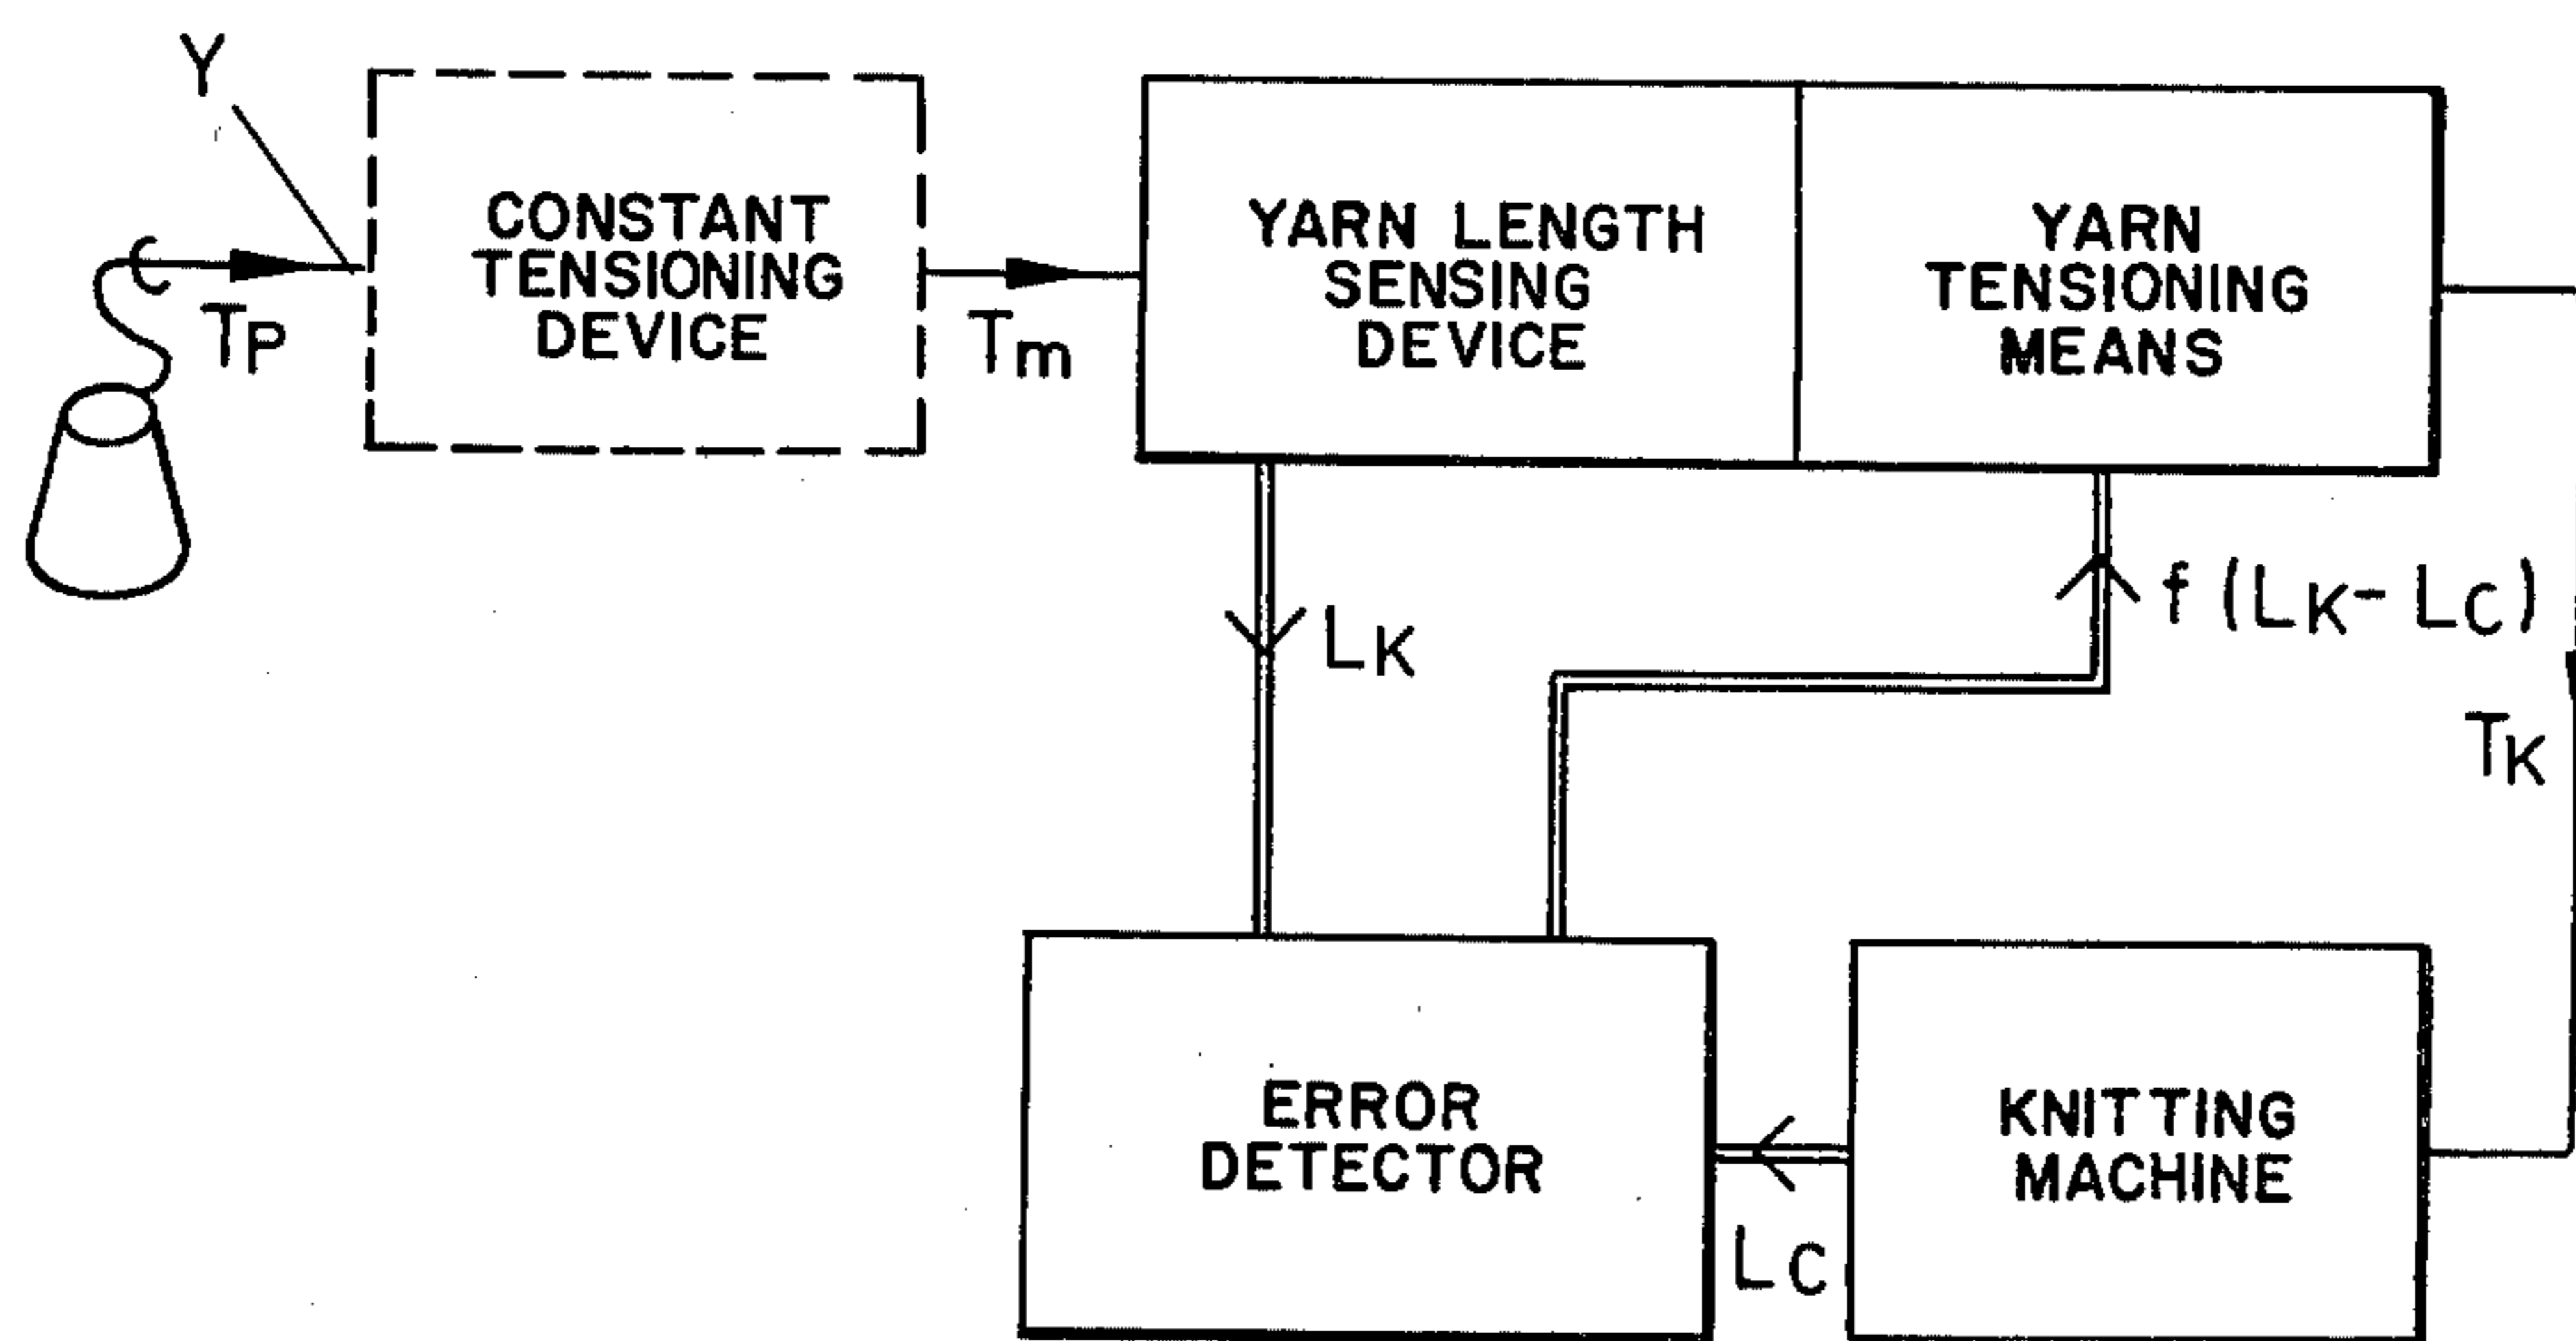 Y
CONSTANT
TENSIONING
DEVICE
TP
Tm
YARN LENGTH
SENSING
DEVICE
YARN
TENSIONING
MEANS
LK
f (LK- LC)
TK
ERROR
DETECTOR
LC
KNITTING
MACHINE